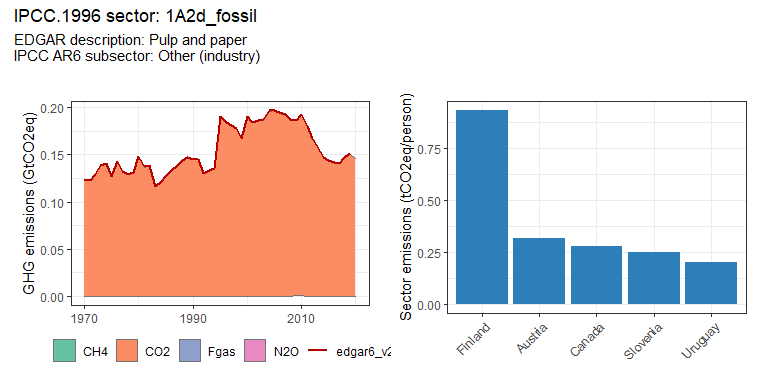 IPCC.1996 sector: 1A2d_fossil
EDGAR description: Pulp and paper
IPCC AR6 subsector: Other (industry)
GHG emissions (GtCO2eq)
0.20
0.15
0.10
0.05
0.00
1970
1990
2010
CH4
CO2
Fgas
N2O
edgar6_v2
Sector emissions (tCO2eq/person)
0.75
0.50
0.25
0.00
Finland
Austria
Canada
Slovenia
Uruguay